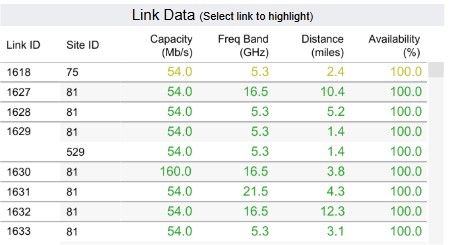 Link Data (Select link to highlight)
Link ID Site ID Capacity (Mb/s) Freq Band (GHz) Distance (miles) Availability (%)
1618 75 54.0 5.3 2.4 100.0
1627 81 54.0 16.5 10.4 100.0
1628 81 54.0 5.3 5.2 100.0
1629 81 54.0 5.3 1.4 100.0
529 54.0 5.3 1.4 100.0
1630 81 160.0 16.5 3.8 100.0
1631 81 54.0 21.5 4.3 100.0
1632 81 54.0 16.5 12.3 100.0
1633 81 54.0 5.3 3.1 100.0